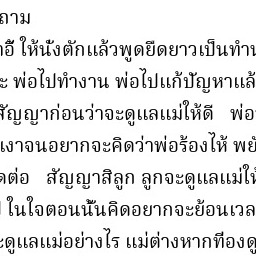 ถาม
าอี้ ให้นั่งตักแล้วพูดยืดยาวเป็นทำน
ะ พ่อไปทำงาน พ่อไปแก้ปัญหาแล้
สัญญาก่อนว่าจะดูแลแม่ให้ดี พ่อ
เงาจนอยากจะคิดว่าพ่อร้องไห้ พยั
ดต่อ สัญญาสิลูก ลูกจะดูแลแม่ให้
ในใจตอนนั้นคิดอยากจะย้อนเวล
ะดูแลแม่อย่างไร แม่ต่างหากที่องดู